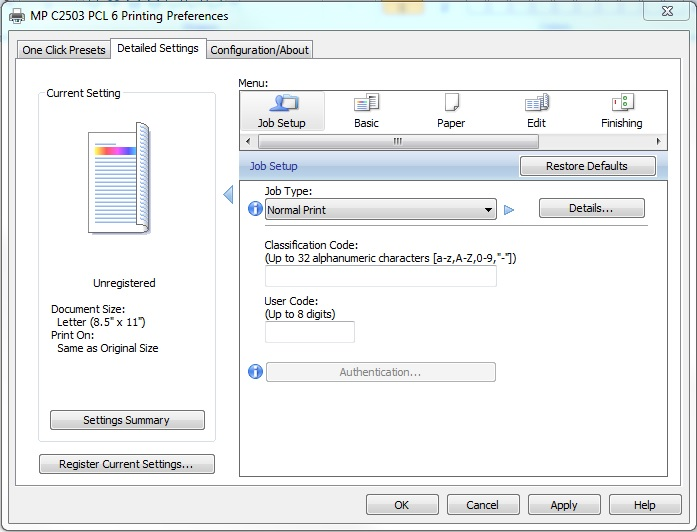 MP C2503 PCL 6 Printing Preferences
One Click Presets
Detailed Settings
Configuration/About
Current Setting
Unregistered
Document Size:
Letter (8.5" x 11")
Print On:
Same as Original Size
Settings Summary
Register Current Settings...
Menu:
Job Setup
Basic
Paper
Edit
Finishing
Job Setup
Restore Defaults
Job Type:
Normal Print
Details...
Classification Code:
(Up to 32 alphanumeric characters [a-z,A-Z,0-9,"-"])
User Code:
(Up to 8 digits)
Authentication...
OK
Cancel
Apply
Help